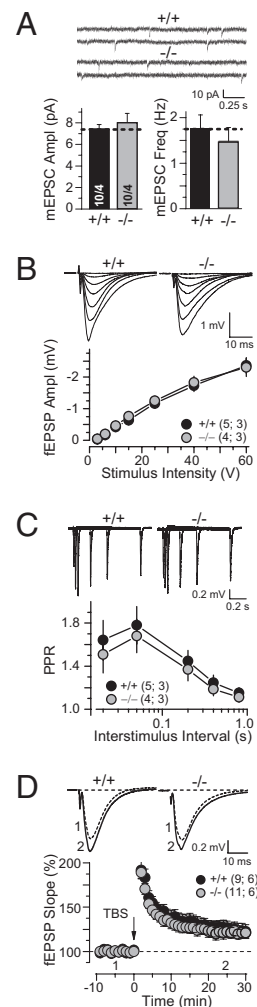 A
+/+
-/-
10 pA
0.25 s
mEPSC Ampl (pA)
8
6
4
2
0
10/4
10/4
+/+ -/-
mEPSC Freq (Hz)
1.8
1.2
0.6
0
+/+ -/-
B
+/+ -/-
1 mV
10 ms
fEPSP Ampl (mV)
-2
-1
0
0 20 40 60
Stimulus Intensity (V)
+/+ (5; 3)
−/− (4; 3)
C
+/+ -/-
0.2 mV
0.2 s
PPR
1.8
1.4
1.0
0.1 1.0
Interstimulus Interval (s)
+/+ (5; 3)
−/− (4; 3)
D
+/+ -/-
1
2
1
2
0.2 mV
10 ms
fEPSP Slope (%)
200
150
100
TBS
+/+ (9; 6)
-/- (11; 6)
1 2
-10 0 10 20 30
Time (min)